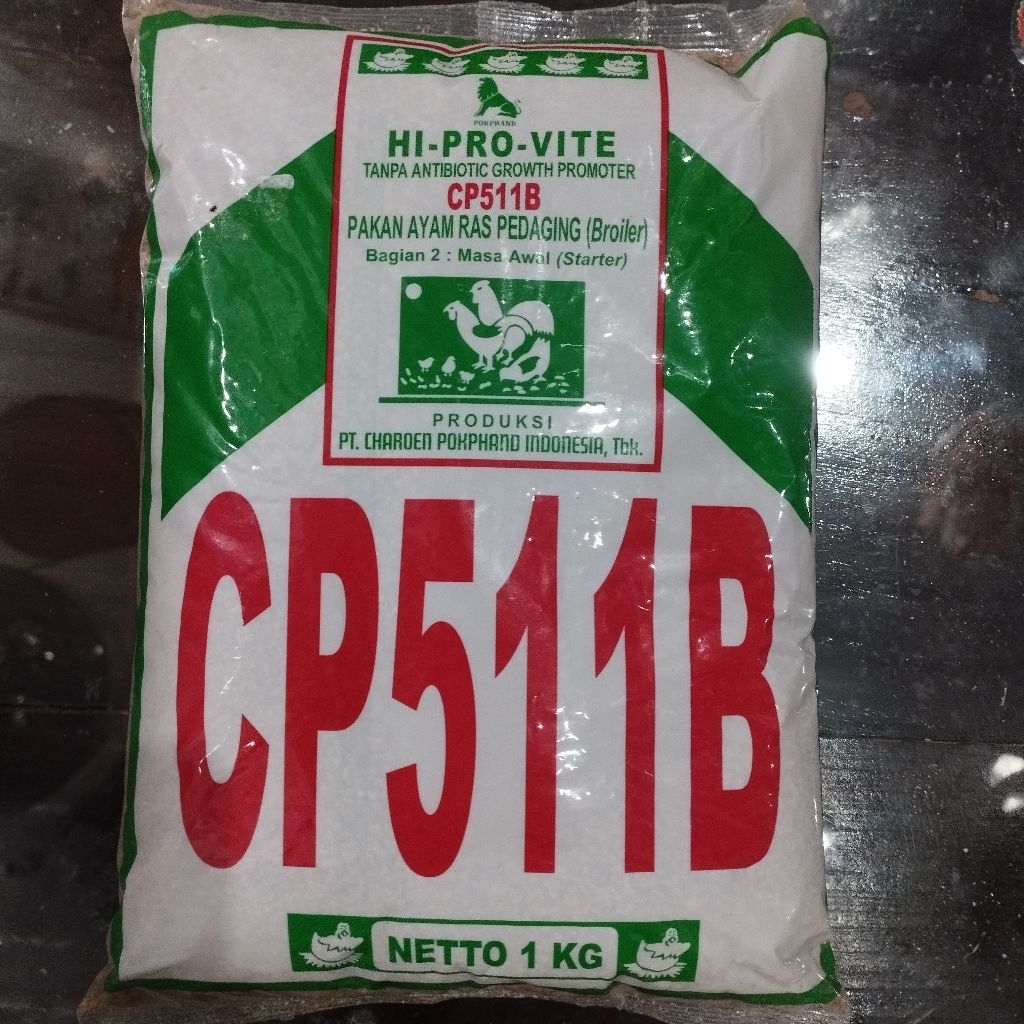 POKPHAND
HI-PRO-VITE
TANPA ANTIBIOTIC GROWTH PROMOTER
CP511B
PAKAN AYAM RAS PEDAGING (Broiler)
Bagian 2 : Masa Awal (Starter)
PRODUKSI
PT. CHAROEN POKPHAND INDONESIA, Tbk.
CP511B
NETTO 1 KG